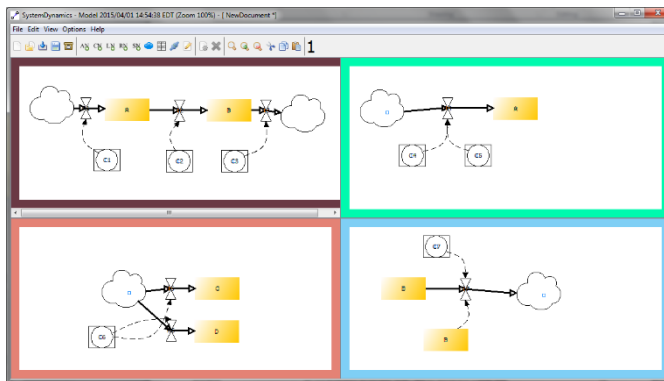 SystemDynamics - Model 2015/04/01 14:54:38 EDT (Zoom 100%) - [ NewDocument *]
File Edit View Options Help
1
A B
C1 C2 C3
A
C4 C5
C
D
C6
C7
B
B